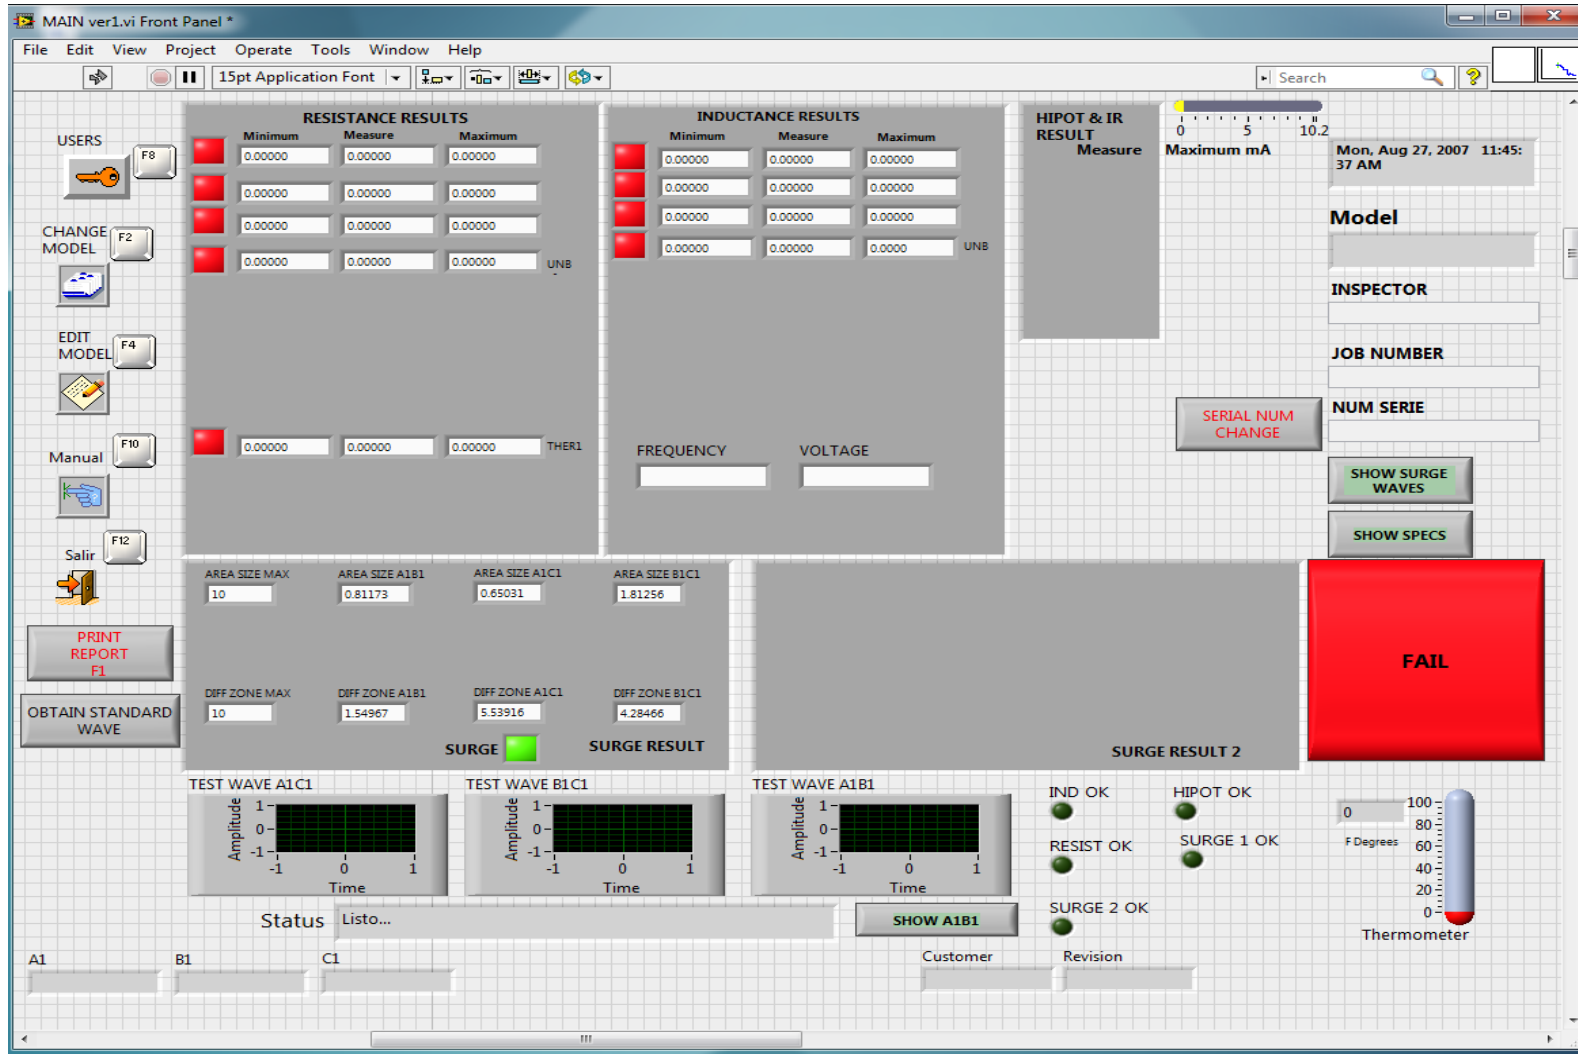 MAIN ver1.vi Front Panel *
File Edit View Project Operate Tools Window Help
15pt Application Font
Search
USERS
F8
CHANGE
MODEL
F2
EDIT
MODEL
F4
Manual
F10
Salir
F12
PRINT
REPORT
F1
OBTAIN STANDARD
WAVE
RESISTANCE RESULTS
Minimum Measure Maximum
0.00000 0.00000 0.00000
0.00000 0.00000 0.00000
0.00000 0.00000 0.00000
0.00000 0.00000 0.00000 UNB
0.00000 0.00000 0.00000 THER1
INDUCTANCE RESULTS
Minimum Measure Maximum
0.00000 0.00000 0.00000
0.00000 0.00000 0.00000
0.00000 0.00000 0.00000
0.00000 0.00000 0.0000 UNB
FREQUENCY VOLTAGE
HIPOT & IR
RESULT
Measure
0 5 10.2
Maximum mA
Mon, Aug 27, 2007 11:45:
37 AM
Model
INSPECTOR
JOB NUMBER
NUM SERIE
SERIAL NUM
CHANGE
SHOW SURGE
WAVES
SHOW SPECS
AREA SIZE MAX AREA SIZE A1B1 AREA SIZE A1C1 AREA SIZE B1C1
10 0.81173 0.65031 1.81256
DIFF ZONE MAX DIFF ZONE A1B1 DIFF ZONE A1C1 DIFF ZONE B1C1
10 1.54967 5.53916 4.28466
SURGE SURGE RESULT
SURGE RESULT 2
FAIL
TEST WAVE A1C1
Amplitude
1
0
-1
-1 0 1
Time
TEST WAVE B1C1
Amplitude
1
0
-1
-1 0 1
Time
TEST WAVE A1B1
Amplitude
1
0
-1
-1 0 1
Time
IND OK HIPOT OK
RESIST OK SURGE 1 OK
SURGE 2 OK
0
F Degrees
100
80
60
40
20
0
Thermometer
Status Listo...
SHOW A1B1
A1 B1 C1
Customer Revision